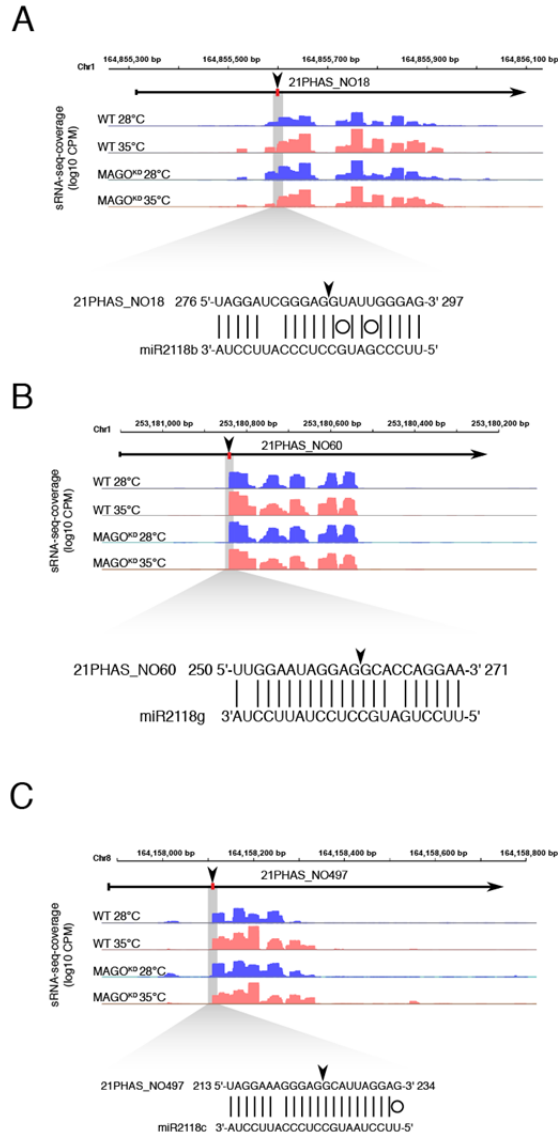 A
164,855,300 bp 164,855,500 bp 164,855,700 bp 164,855,900 bp 164,856,100 bp
Chr1
21PHAS_NO18
sRNA-seq-coverage
(log10 CPM)
WT 28°C
WT 35°C
MAGOᴷᴰ 28°C
MAGOᴷᴰ 35°C
21PHAS_NO18 276 5'-UAGGAUCGGGAGGUAUUGGGAG-3' 297
miR2118b 3'-AUCCUUACCCUCCGUAGCCCUU-5'
B
253,181,000 bp 253,180,800 bp 253,180,600 bp 253,180,400 bp 253,180,200 bp
Chr1
21PHAS_NO60
sRNA-seq-coverage
(log10 CPM)
WT 28°C
WT 35°C
MAGOᴷᴰ 28°C
MAGOᴷᴰ 35°C
21PHAS_NO60 250 5'-UUGGAAUAGGAGGCACCAGGAA-3' 271
miR2118g 3'AUCCUUAUCCUCCGUAGUCCUU-5'
C
164,158,000 bp 164,158,200 bp 164,158,400 bp 164,158,600 bp 164,158,800 bp
Chr8
21PHAS_NO497
sRNA-seq-coverage
(log10 CPM)
WT 28°C
WT 35°C
MAGOᴷᴰ 28°C
MAGOᴷᴰ 35°C
21PHAS_NO497 213 5'-UAGGAAAGGGAGGCAUUAGGAG-3' 234
miR2118c 3'-AUCCUUACCCUCCGUAAUCCUU-5'